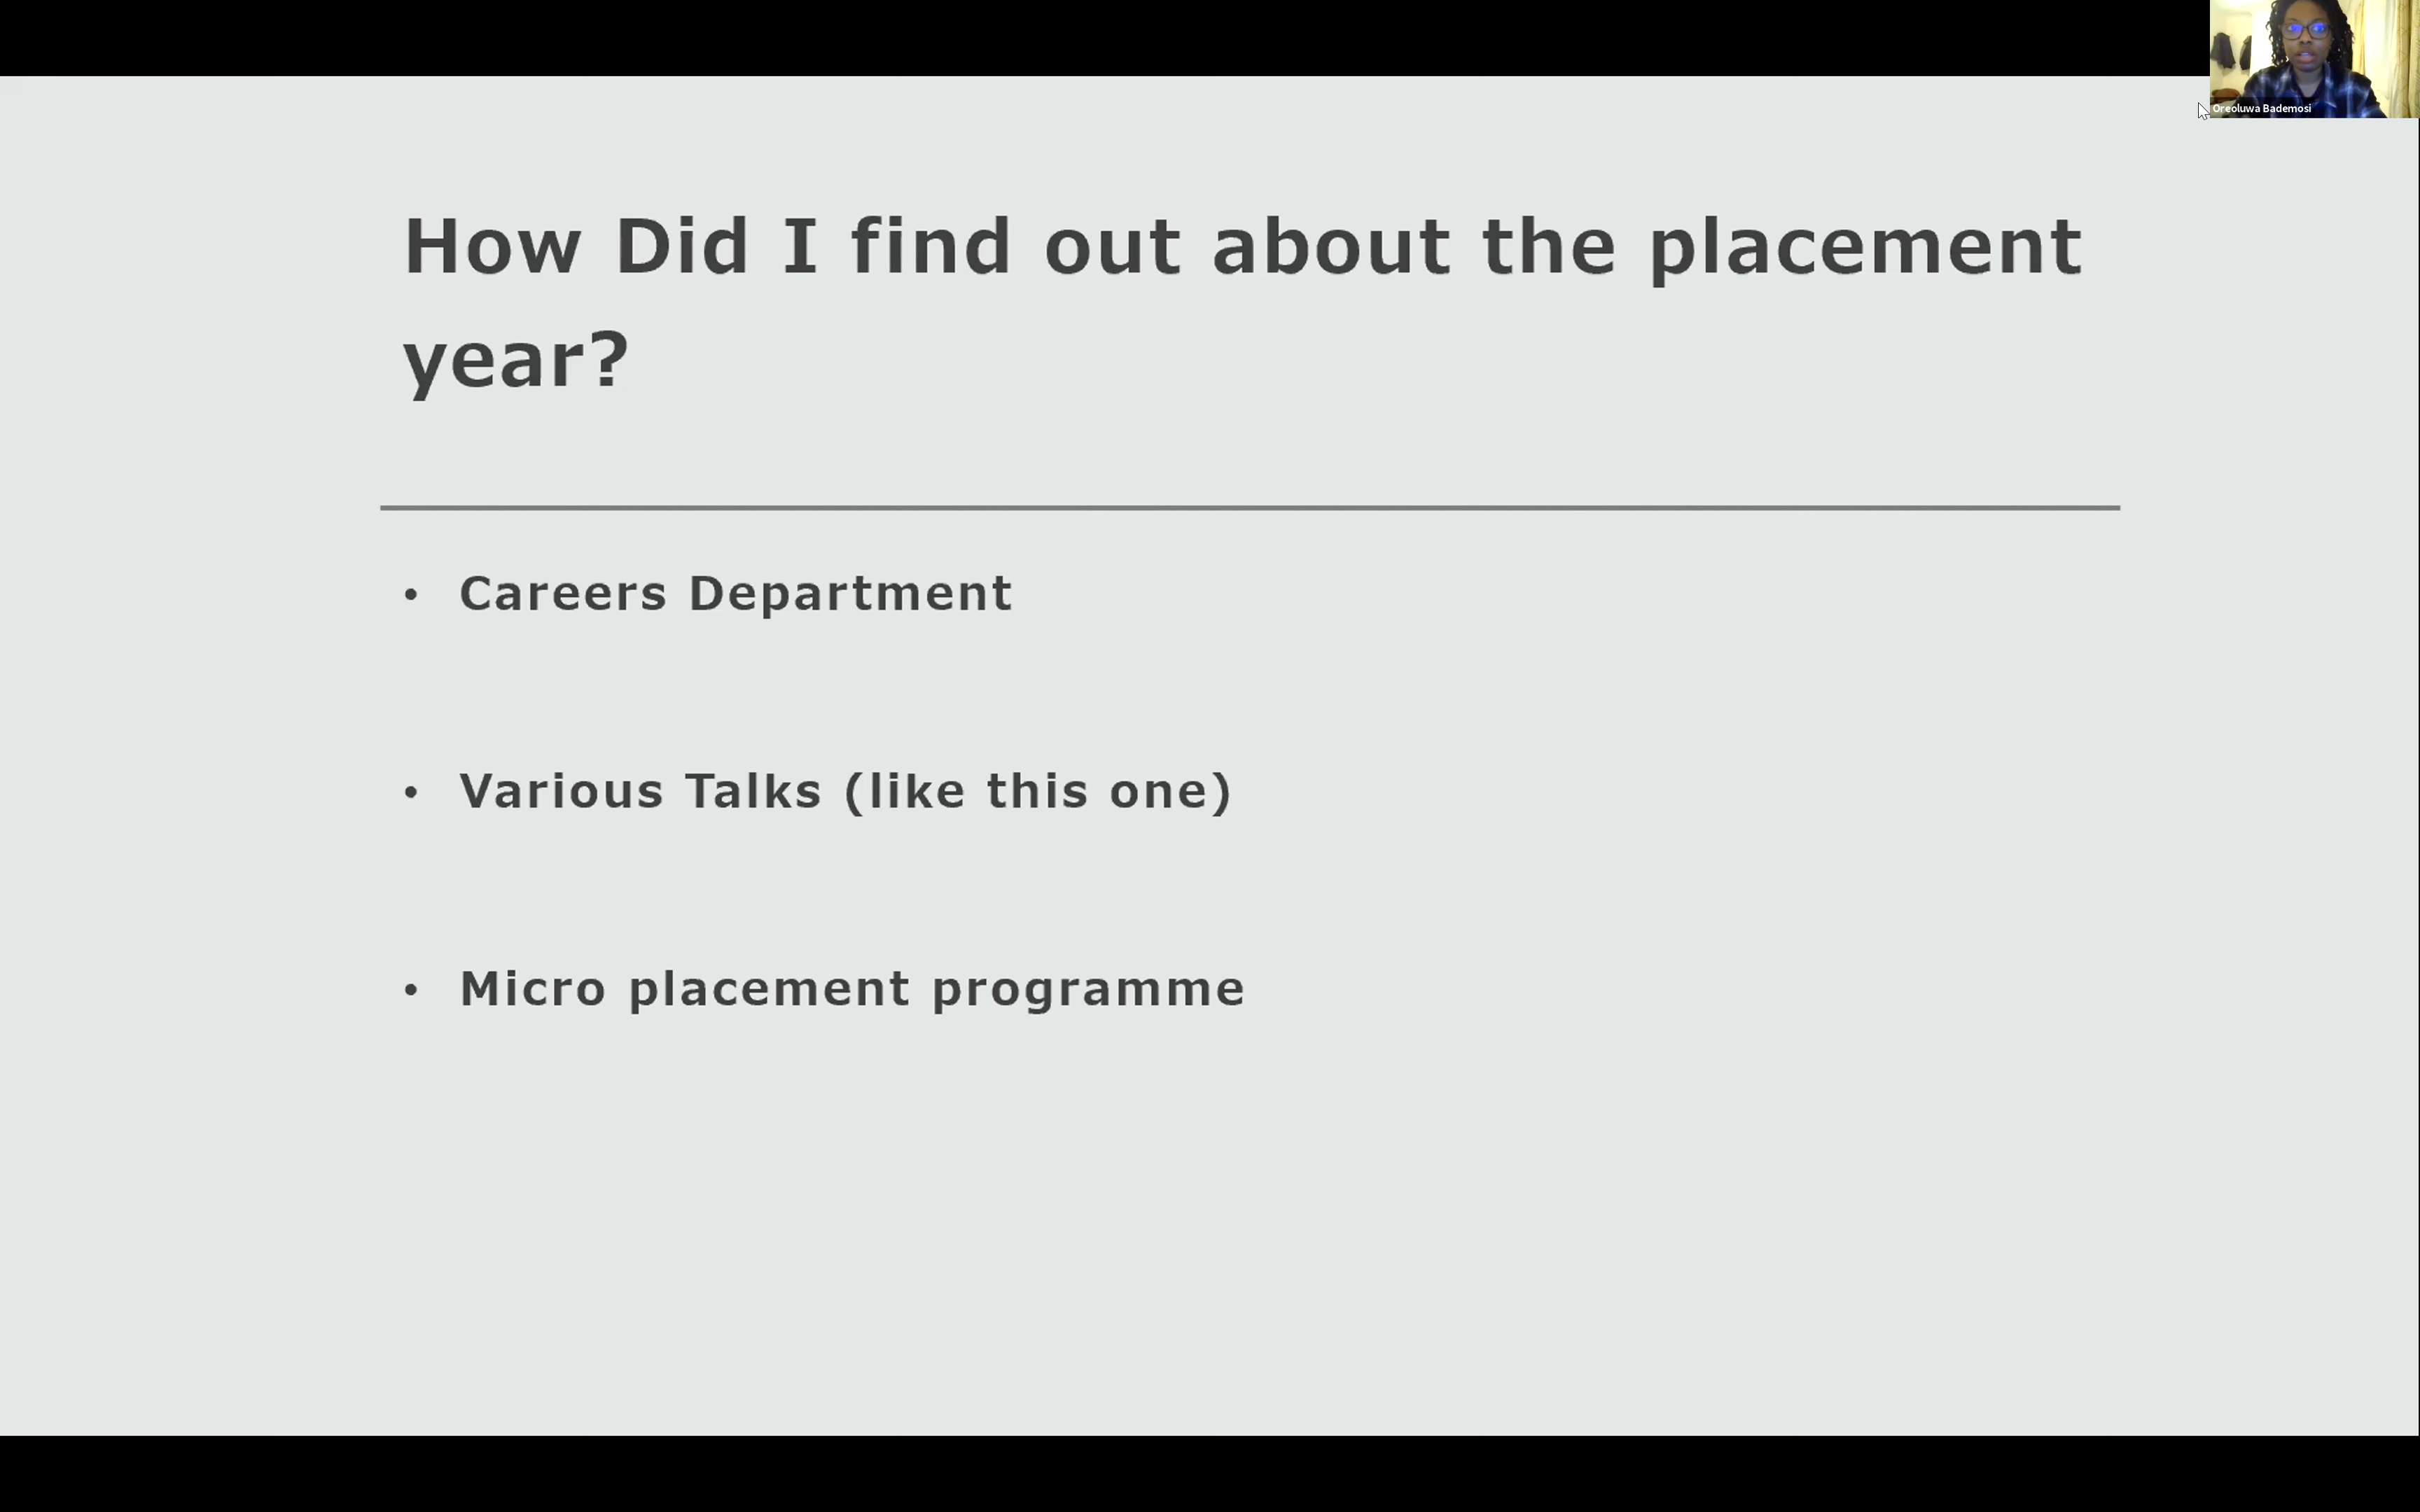 Oreoluwa Bademosi
How Did I find out about the placement
year?
• Careers Department
• Various Talks (like this one)
• Micro placement programme